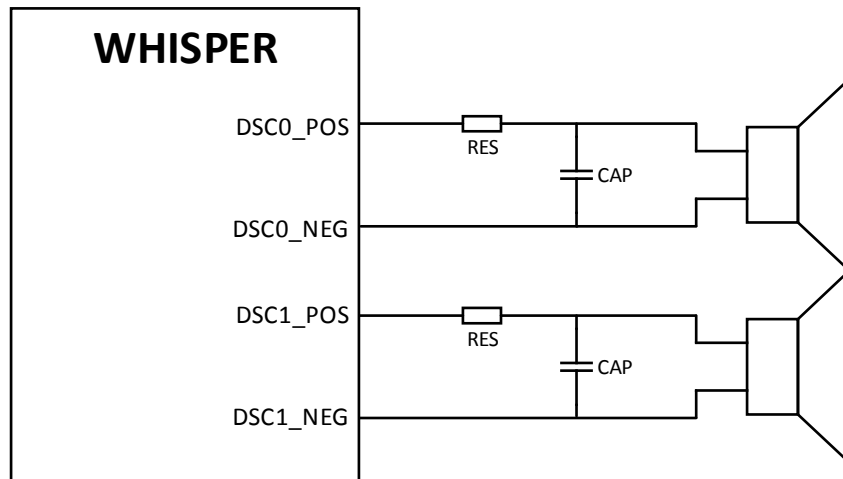 WHISPER
DSC0_POS
RES
CAP
DSC0_NEG
DSC1_POS
RES
CAP
DSC1_NEG